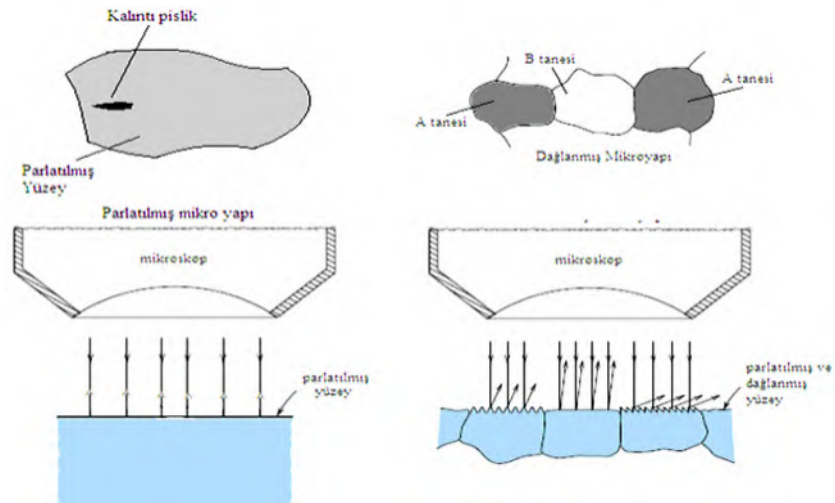 Kalıntı pislik
Parlatılmış
Yüzey
Parlatılmış mikro yapı
mikroskop
parlatılmış
yüzey
B tanesi
A tanesi
A tanesi
Dağlanmış Mikroyapı
mikroskop
parlatılmış ve
dağlanmış
yüzey